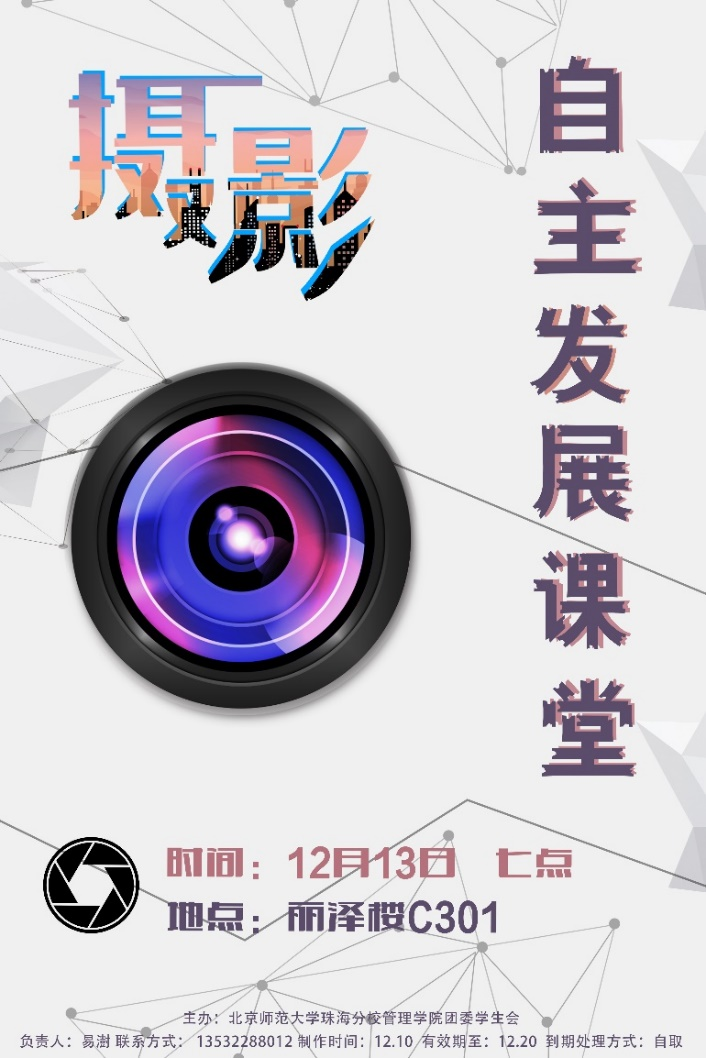 摄影
自主发展课堂
时间：12月13日 七点
地点：丽泽楼C301
主办：北京师范大学珠海分校管理学院团委学生会
负责人：易澍 联系方式： 13532288012 制作时间：12.10 有效期至：12.20 到期处理方式：自取